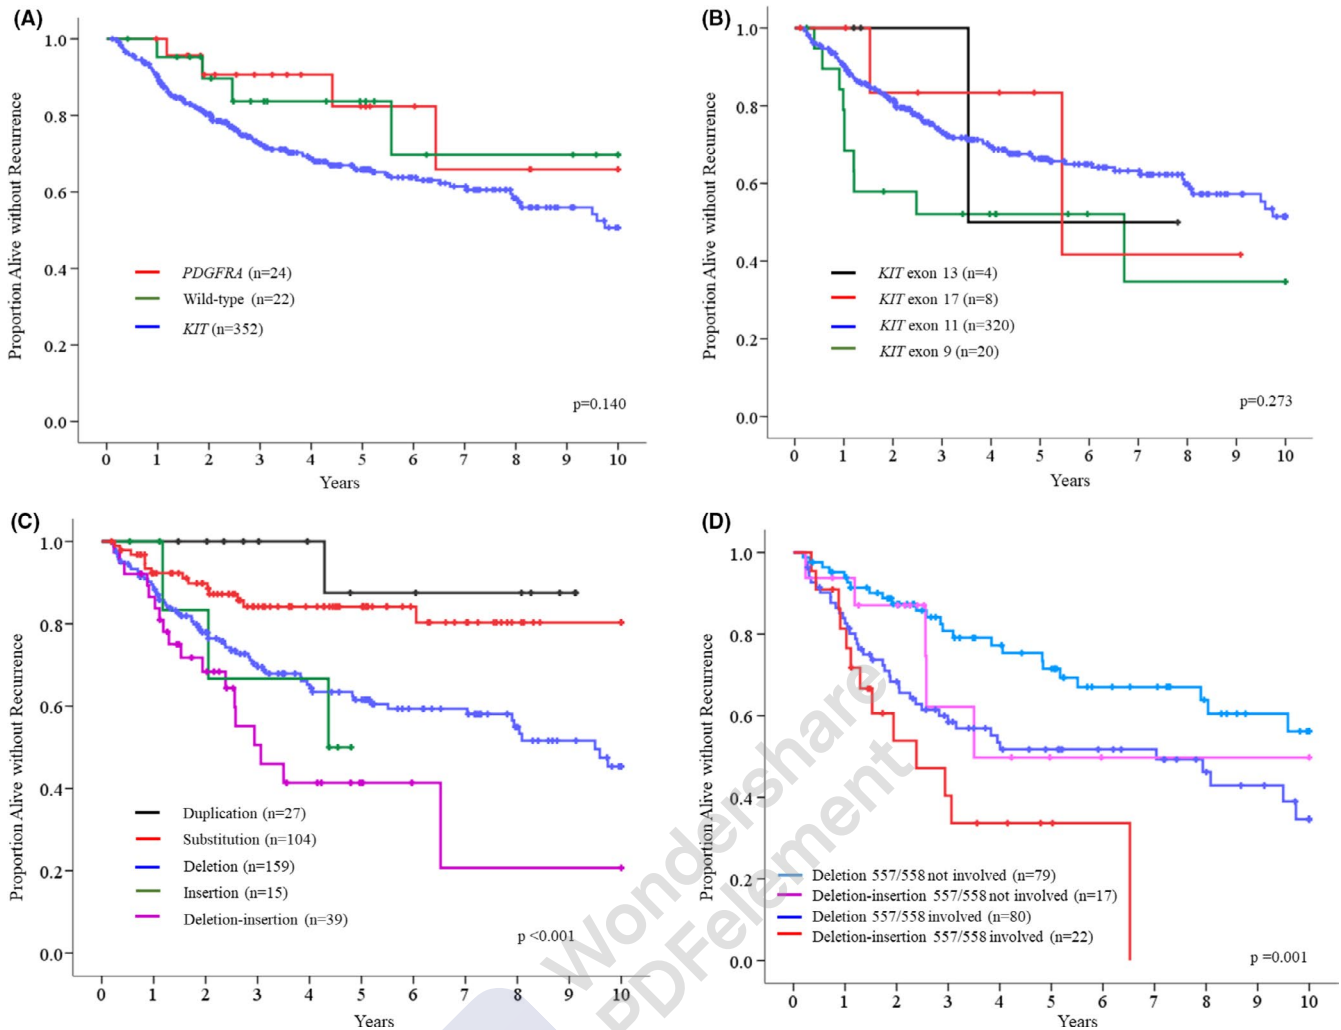 (A)
Proportion Alive without Recurrence
1.0
0.8
0.6
0.4
0.2
0.0
PDGFRA (n=24)
Wild-type (n=22)
KIT (n=352)
p=0.140
0 1 2 3 4 5 6 7 8 9 10
Years
(B)
Proportion Alive without Recurrence
1.0
0.8
0.6
0.4
0.2
0.0
KIT exon 13 (n=4)
KIT exon 17 (n=8)
KIT exon 11 (n=320)
KIT exon 9 (n=20)
p=0.273
0 1 2 3 4 5 6 7 8 9 10
Years
(C)
Proportion Alive without Recurrence
1.0
0.8
0.6
0.4
0.2
0.0
Duplication (n=27)
Substitution (n=104)
Deletion (n=159)
Insertion (n=15)
Deletion-insertion (n=39)
p <0.001
0 1 2 3 4 5 6 7 8 9 10
Years
(D)
Proportion Alive without Recurrence
1.0
0.8
0.6
0.4
0.2
0.0
Deletion 557/558 not involved (n=79)
Deletion-insertion 557/558 not involved (n=17)
Deletion 557/558 involved (n=80)
Deletion-insertion 557/558 involved (n=22)
p =0.001
0 1 2 3 4 5 6 7 8 9 10
Years
Wondershare
PDFelement